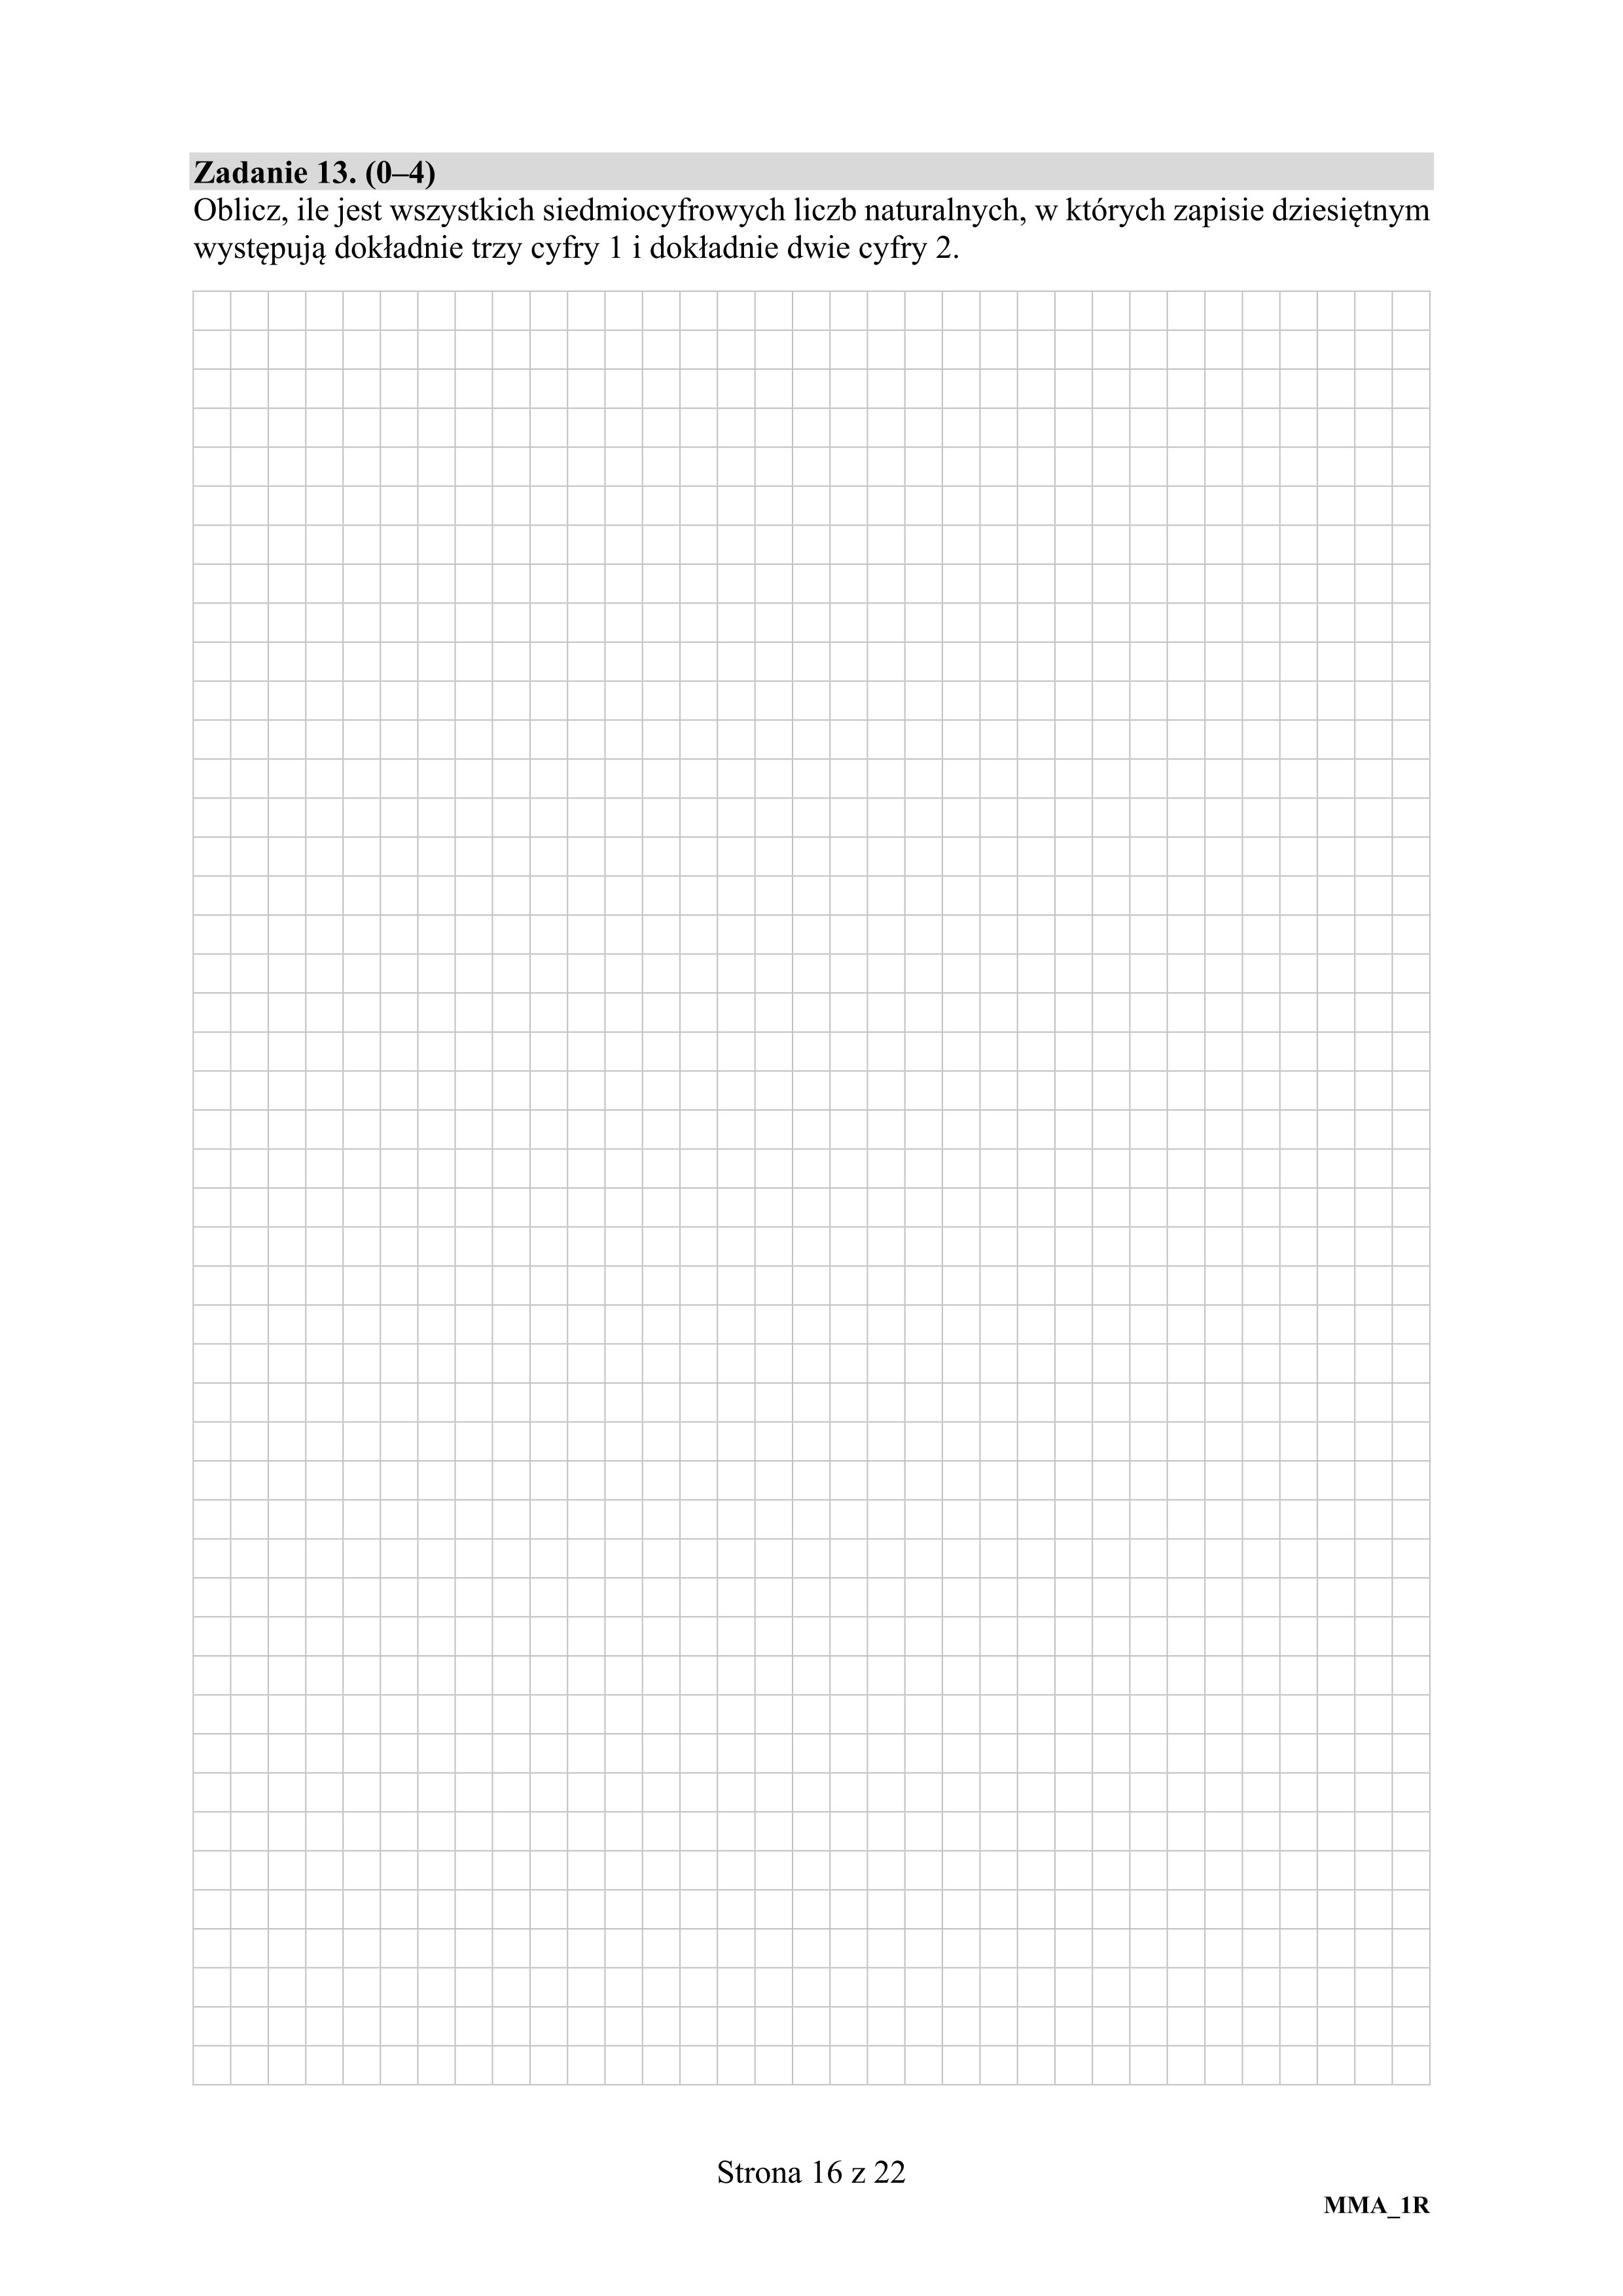 Zadanie 13. (0–4)
Oblicz, ile jest wszystkich siedmiocyfrowych liczb naturalnych, w których zapisie dziesiętnym
występują dokładnie trzy cyfry 1 i dokładnie dwie cyfry 2.
Strona 16 z 22
MMA_1R